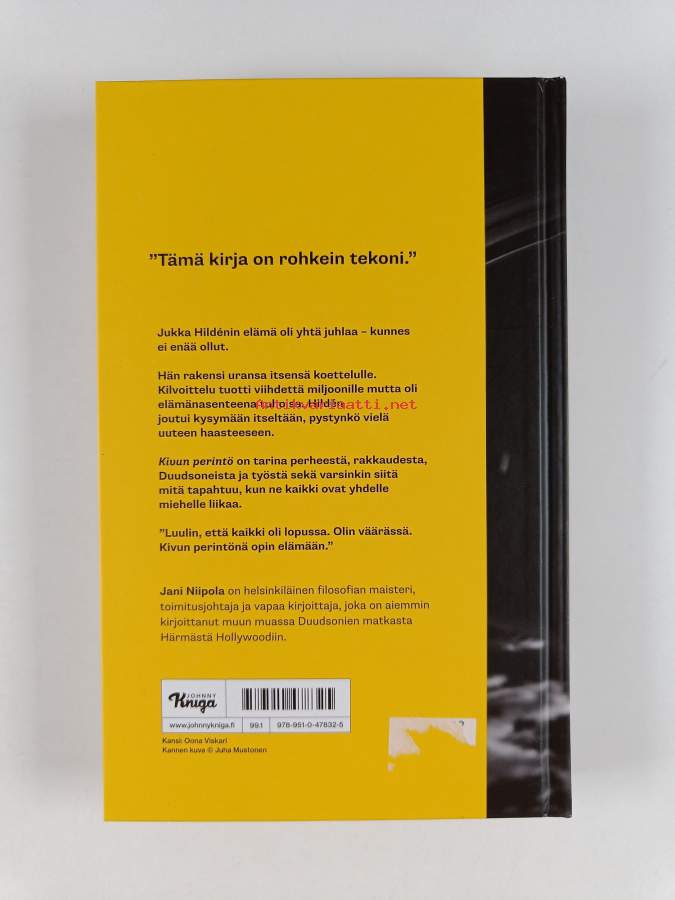 ”Tämä kirja on rohkein tekoni.”
Jukka Hildénin elämä oli yhtä juhlaa – kunnes
ei enää ollut.
Hän rakensi uransa itsensä koettelulle.
Kilvoittelu tuotti viihdettä miljoonille mutta oli
elämänasenteena tuloisa. Hildén
Antikvariaatti.net
joutui kysymään itseltään, pystynkö vielä
uuteen haasteeseen.
Kivun perintö on tarina perheestä, rakkaudesta,
Duudsoneista ja työstä sekä varsinkin siitä
mitä tapahtuu, kun ne kaikki ovat yhdelle
miehelle liikaa.
”Luulin, että kaikki oli lopussa. Olin väärässä.
Kivun perintönä opin elämään.”
Jani Niipola on helsinkiläinen filosofian maisteri,
toimitusjohtaja ja vapaa kirjoittaja, joka on aiemmin
kirjoittanut muun muassa Duudsonien matkasta
Härmästä Hollywoodiin.
JOHNNY
Kniga
www.johnnykniga.fi
99.1
978-951-0-47832-5
Kansi: Oona Viskari
Kannen kuva © Juha Mustonen